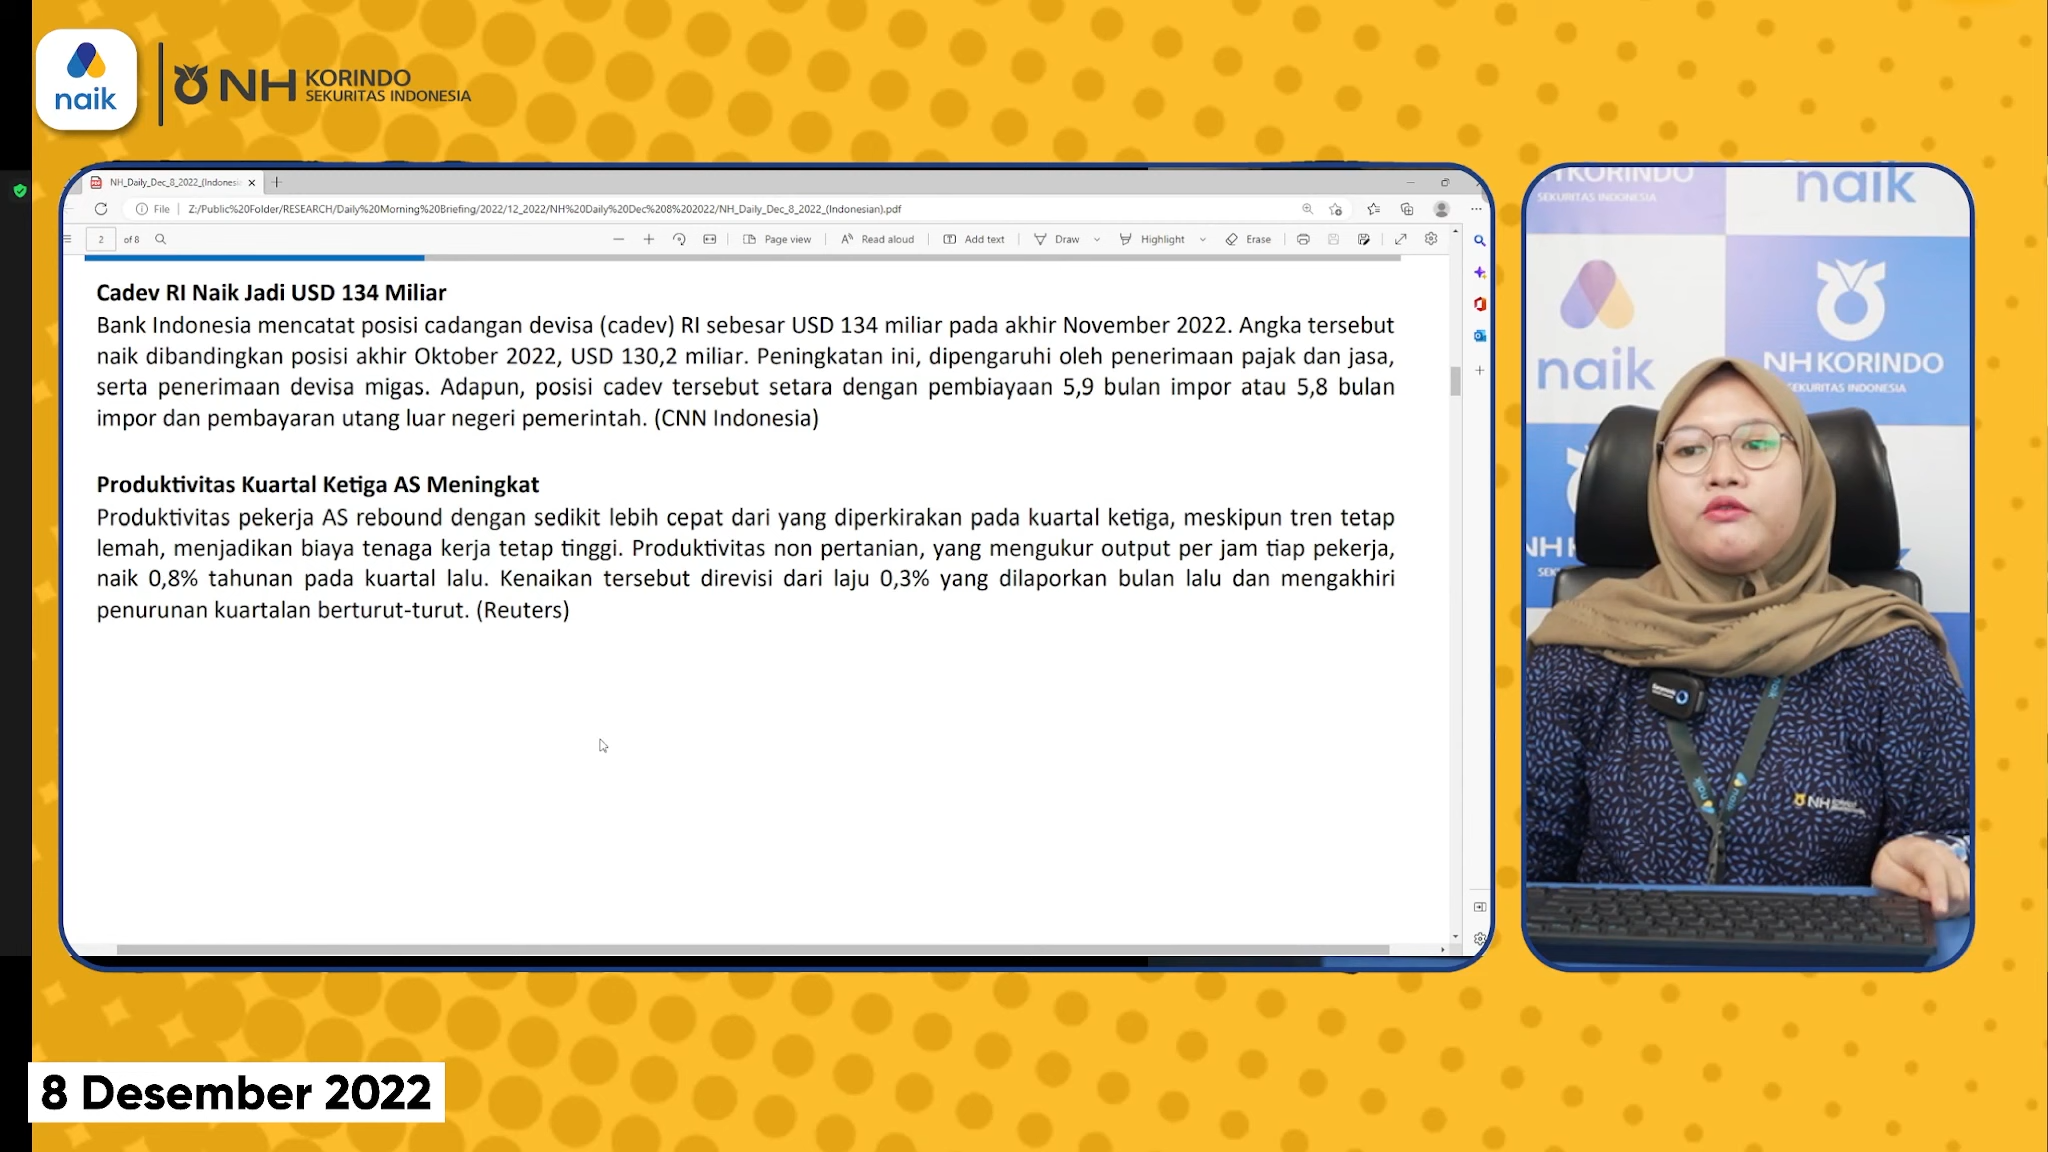 naik
NH KORINDO
SEKURITAS INDONESIA
NH_Daily_Dec_8_2022_(Indonesi
File
Z:/Public%20Folder/RESEARCH/Daily%20Morning%20Briefing/2022/12_2022/NH%20Daily%20Dec%208%202022/NH_Daily_Dec_8_2022_(Indonesian).pdf
2 of 8
Page view
Read aloud
Add text
Draw
Highlight
Erase
Cadev RI Naik Jadi USD 134 Miliar
Bank Indonesia mencatat posisi cadangan devisa (cadev) RI sebesar USD 134 miliar pada akhir November 2022. Angka tersebut
naik dibandingkan posisi akhir Oktober 2022, USD 130,2 miliar. Peningkatan ini, dipengaruhi oleh penerimaan pajak dan jasa,
serta penerimaan devisa migas. Adapun, posisi cadev tersebut setara dengan pembiayaan 5,9 bulan impor atau 5,8 bulan
impor dan pembayaran utang luar negeri pemerintah. (CNN Indonesia)
Produktivitas Kuartal Ketiga AS Meningkat
Produktivitas pekerja AS rebound dengan sedikit lebih cepat dari yang diperkirakan pada kuartal ketiga, meskipun tren tetap
lemah, menjadikan biaya tenaga kerja tetap tinggi. Produktivitas non pertanian, yang mengukur output per jam tiap pekerja,
naik 0,8% tahunan pada kuartal lalu. Kenaikan tersebut direvisi dari laju 0,3% yang dilaporkan bulan lalu dan mengakhiri
penurunan kuartalan berturut-turut. (Reuters)
KORINDO
SEKURITAS INDONESIA
naik
naik
NH KORINDO
SEKURITAS INDONESIA
NH
naik
naik
NH
8 Desember 2022